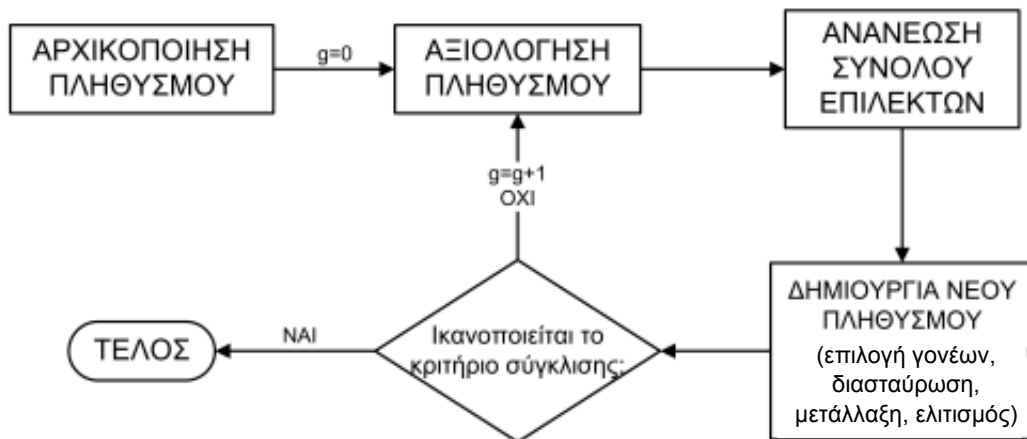 ΑΡΧΙΚΟΠΟΙΗΣΗ
ΠΛΗΘΥΣΜΟΥ
g=0
ΑΞΙΟΛΟΓΗΣΗ
ΠΛΗΘΥΣΜΟΥ
ΑΝΑΝΕΩΣΗ
ΣΥΝΟΛΟΥ
ΕΠΙΛΕΚΤΩΝ
g=g+1
ΟΧΙ
ΔΗΜΙΟΥΡΓΙΑ ΝΕΟΥ
ΠΛΗΘΥΣΜΟΥ
(επιλογή γονέων,
διασταύρωση,
μετάλλαξη, ελιτισμός)
Ικανοποιείται το
κριτήριο σύγκλισης;
ΝΑΙ
ΤΕΛΟΣ